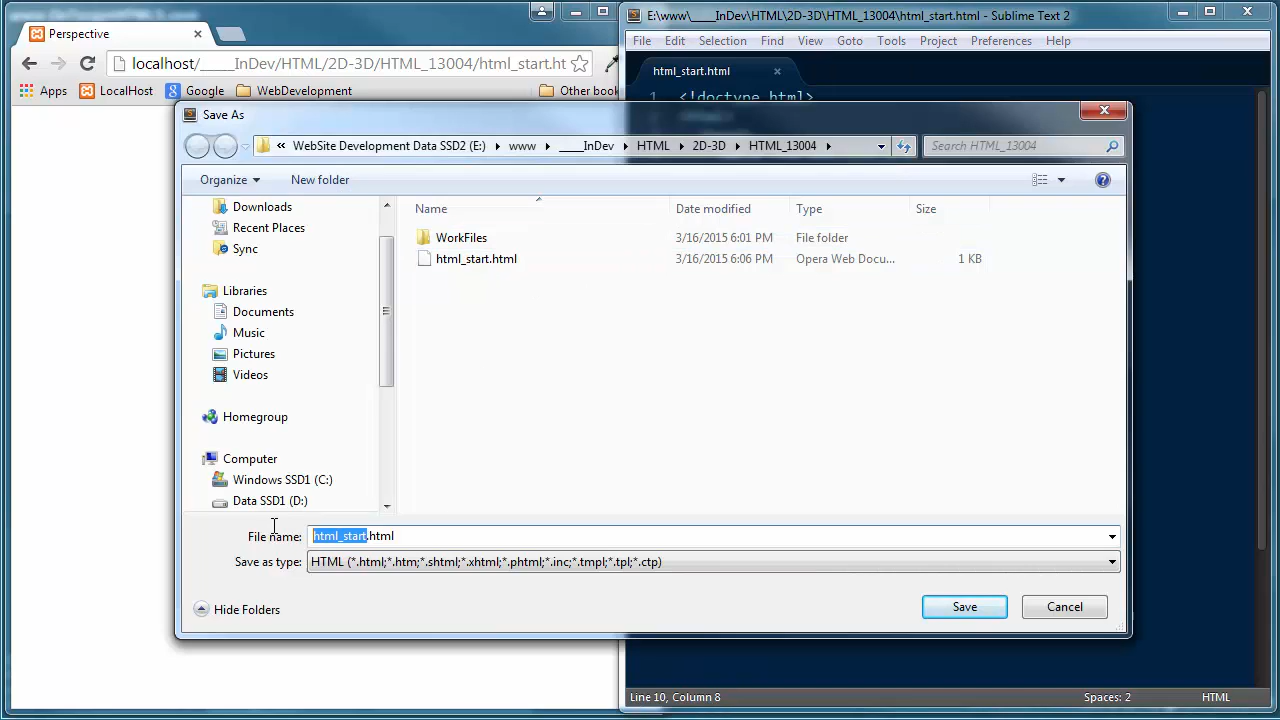 Perspective
localhost/_____InDev/HTML/2D-3D/HTML_13004/html_start.ht
Apps
LocalHost
Google
WebDevelopment
Other book
E:\www\_____InDev\HTML\2D-3D\HTML_13004\html_start.html - Sublime Text 2
File Edit Selection Find View Goto Tools Project Preferences Help
html_start.html
1 <!doctype html>
Save As
« WebSite Development Data SSD2 (E:) www _____InDev HTML 2D-3D HTML_13004
Search HTML_13004
Organize New folder
Downloads
Recent Places
Sync
Libraries
Documents
Music
Pictures
Videos
Homegroup
Computer
Windows SSD1 (C:)
Data SSD1 (D:)
Name Date modified Type Size
WorkFiles 3/16/2015 6:01 PM File folder
html_start.html 3/16/2015 6:06 PM Opera Web Docu... 1 KB
File name: html_start.html
Save as type: HTML (*.html;*.htm;*.shtml;*.xhtml;*.phtml;*.inc;*.tmpl;*.tpl;*.ctp)
Hide Folders
Save
Cancel
Line 10, Column 8
Spaces: 2
HTML